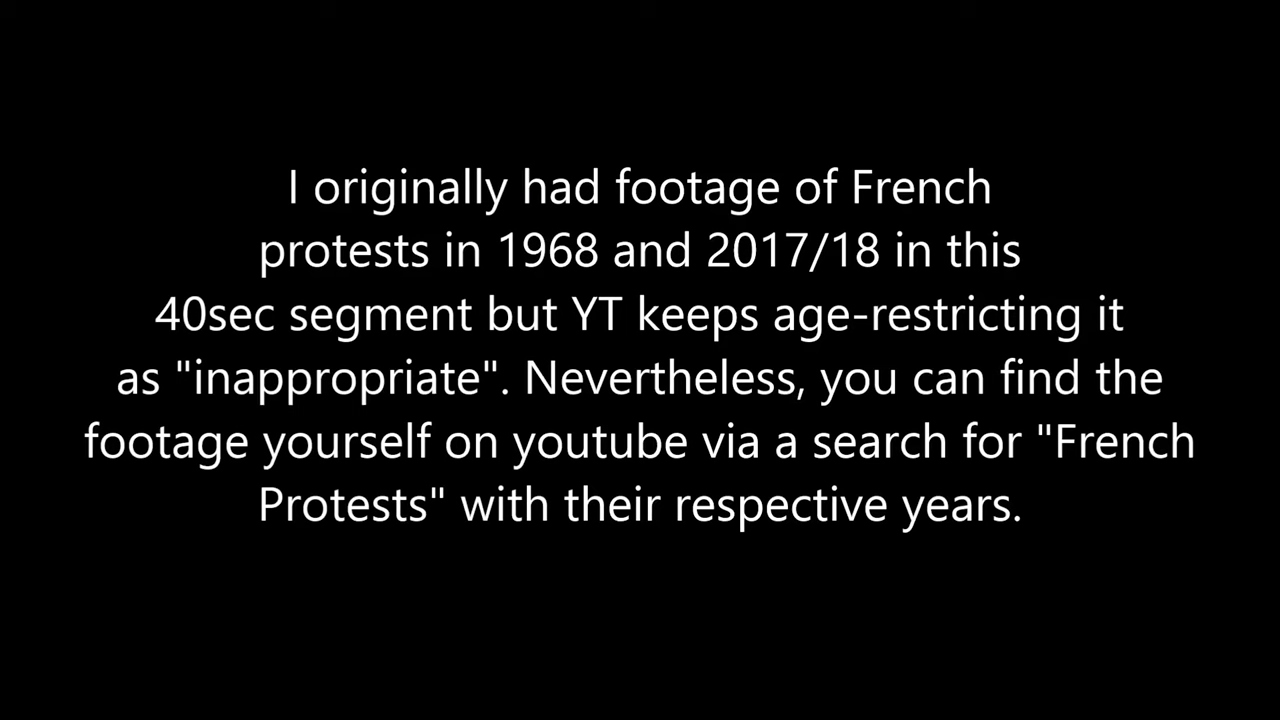 I originally had footage of French
protests in 1968 and 2017/18 in this
40sec segment but YT keeps age-restricting it
as "inappropriate". Nevertheless, you can find the
footage yourself on youtube via a search for "French
Protests" with their respective years.